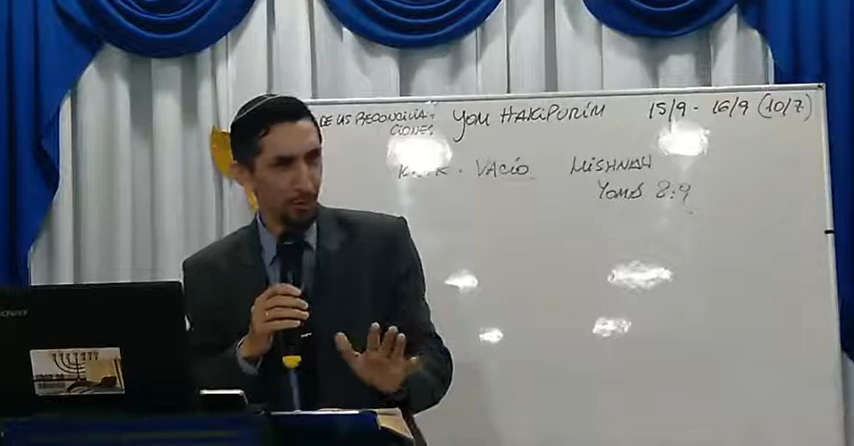 DE LAS RECONCILIA-
CIONES
YOM HAKIPURIM
15/9 - 16/9 (10/7)
VACÍO
MISHNAH
YOMA 8:9